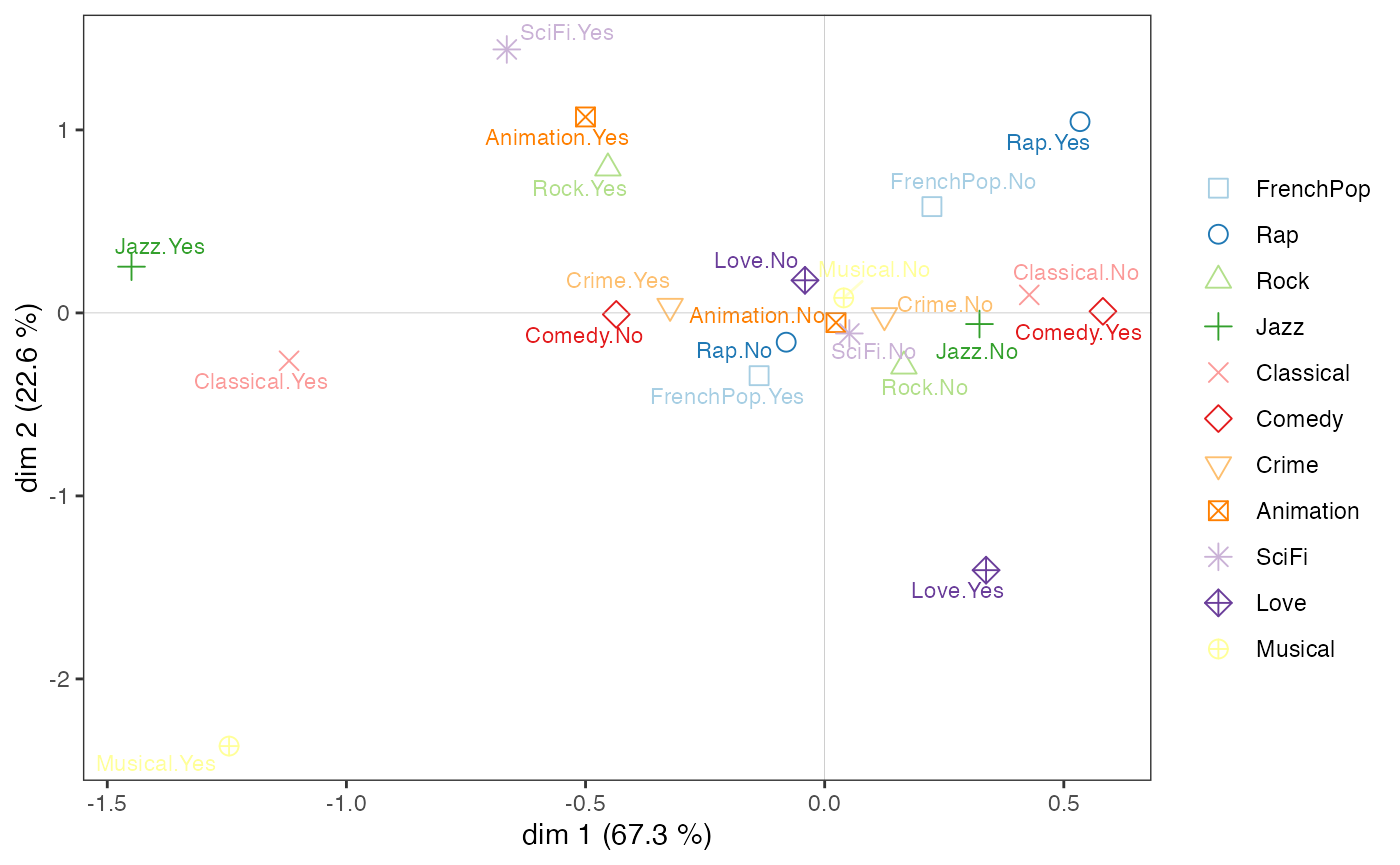 SciFi.Yes
1
Animation.Yes
Rap.Yes
FrenchPop.No
Rock.Yes
FrenchPop
Rap
Jazz.Yes
Love.No
Musical.No
Classical.No
Crime.Yes
Rock
Crime.No
0
Animation.No
Comedy.No
Comedy.Yes
Jazz
Rap.No
SciFi.No
Jazz.No
Classical.Yes
Classical
Rock.No
FrenchPop.Yes
dim 2 (22.6 %)
Comedy
Crime
-1
Animation
SciFi
Love.Yes
Love
Musical
-2
Musical.Yes
-1.5
-1.0
-0.5
0.0
0.5
dim 1 (67.3 %)